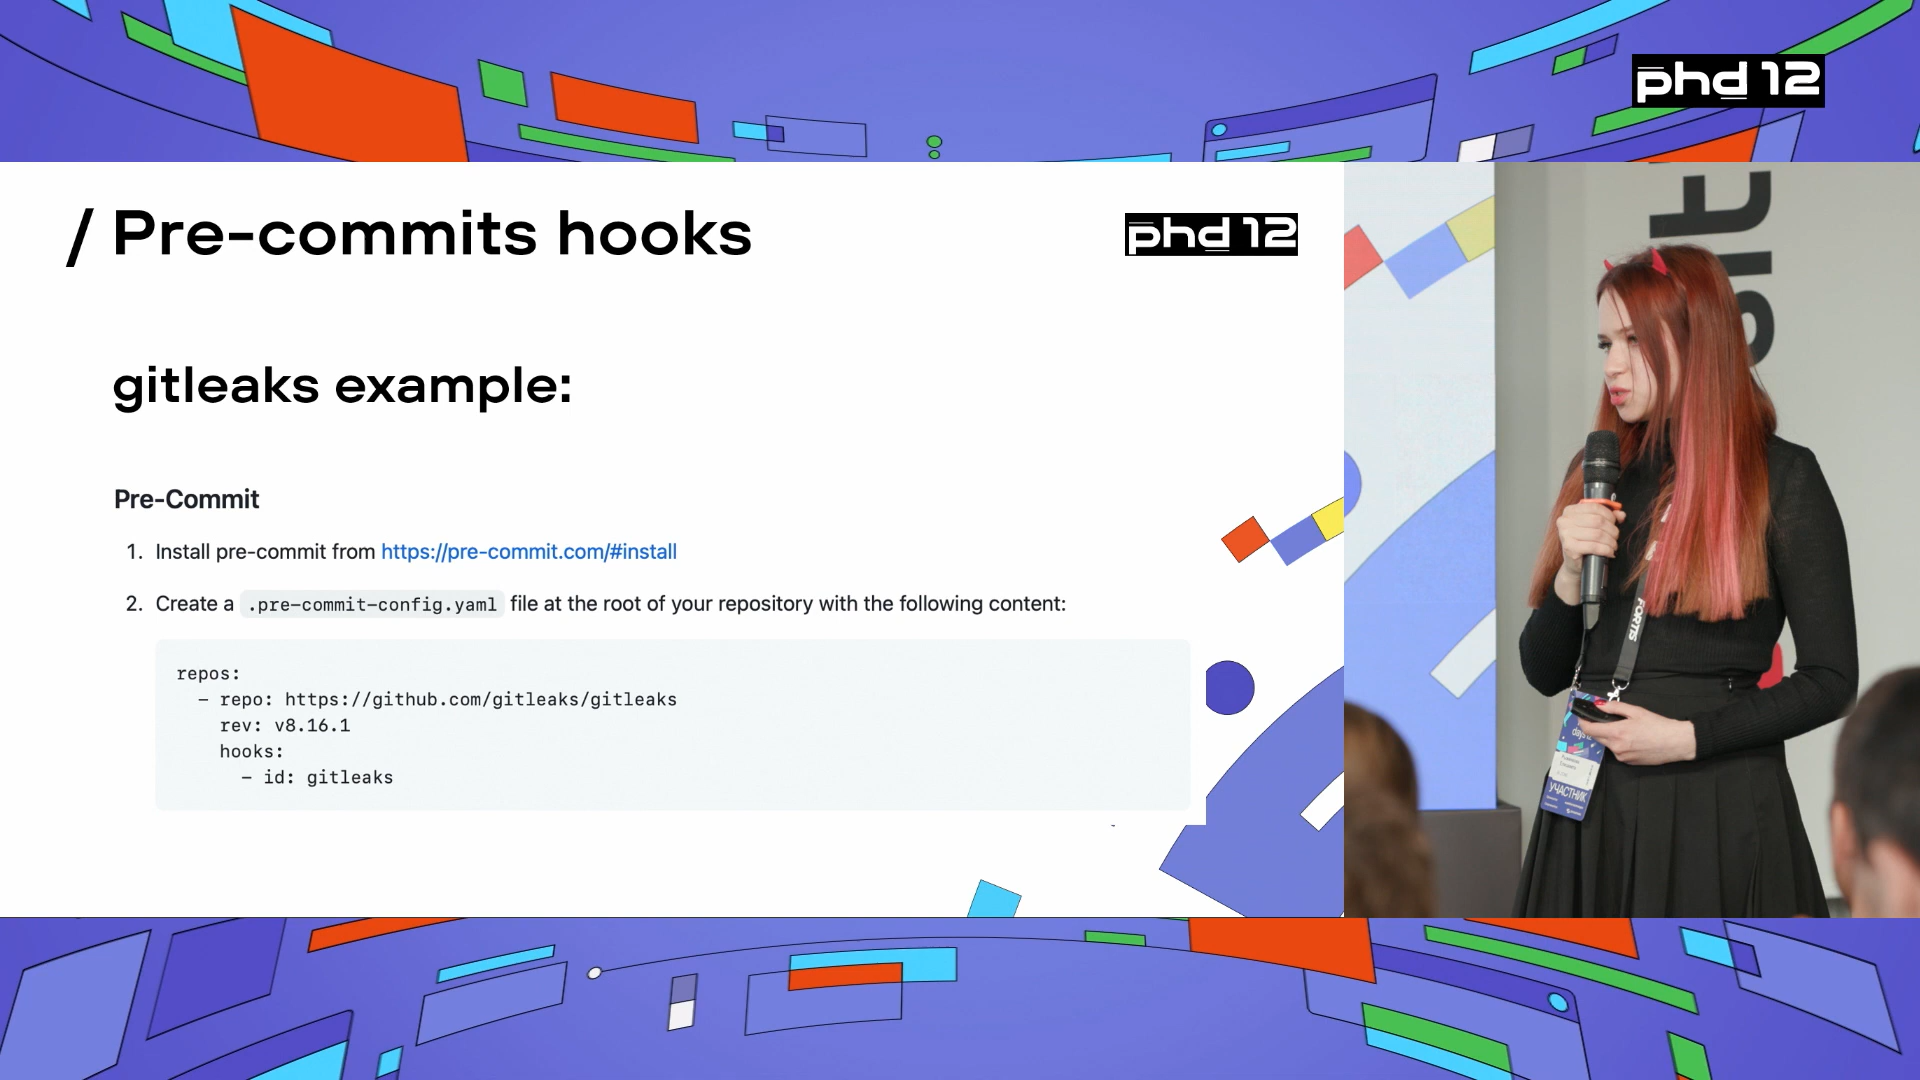 phd 12
/ Pre-commits hooks
phd 12
gitleaks example:
Pre-Commit
1. Install pre-commit from https://pre-commit.com/#install
2. Create a .pre-commit-config.yaml file at the root of your repository with the following content:
repos:
- repo: https://github.com/gitleaks/gitleaks
rev: v8.16.1
hooks:
- id: gitleaks
FORTIS
days
УЧАСТНИК